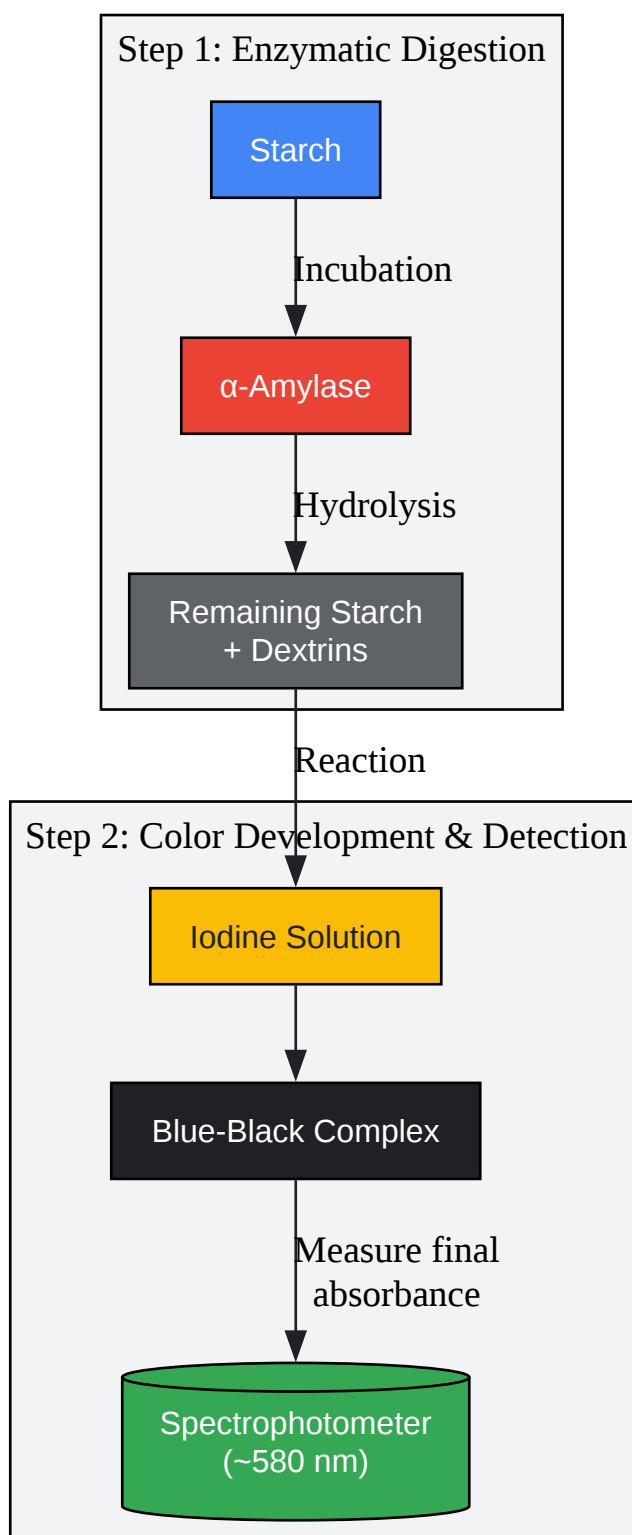 Step 1: Enzymatic Digestion
Starch
Incubation
α-Amylase
Hydrolysis
Remaining Starch
+ Dextrins
Reaction
Step 2: Color Development & Detection
Iodine Solution
Blue-Black Complex
Measure final
absorbance
Spectrophotometer
(~580 nm)